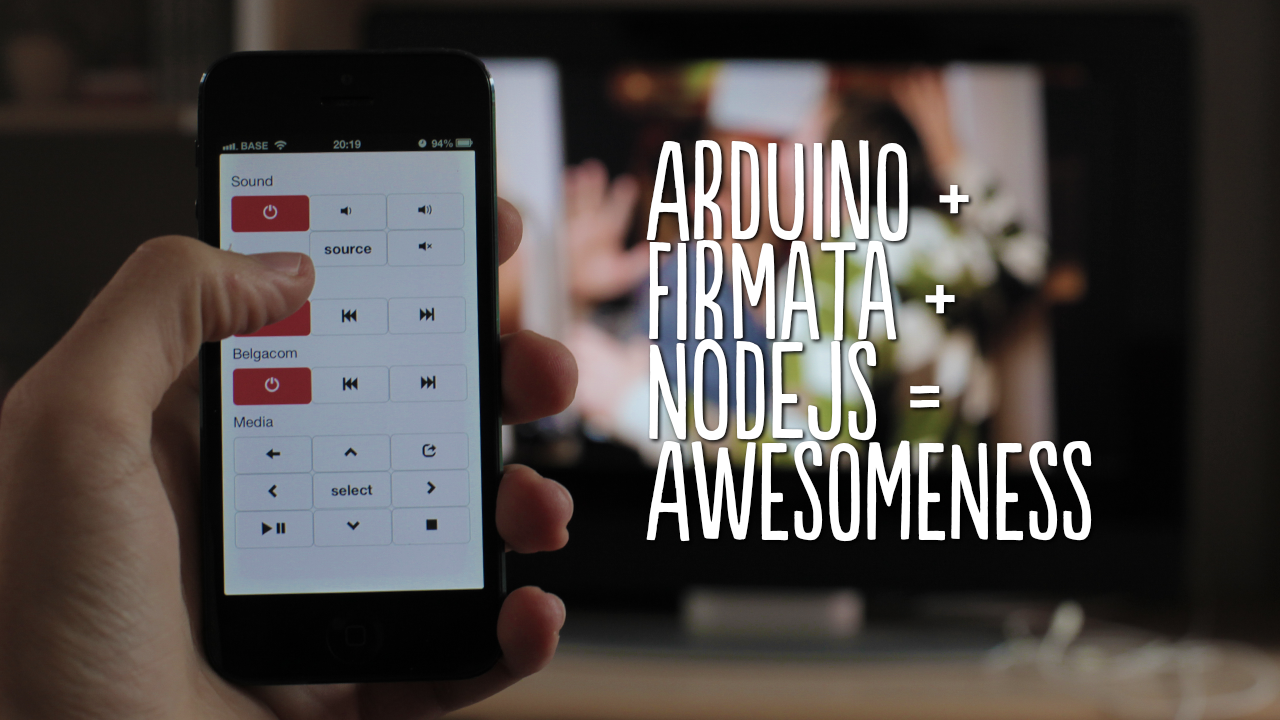 BASE 20:19 94%
Sound
source
Belgacom
Media
select
ARDUINO +
FIRMATA +
NODEJS =
AWESOMENESS